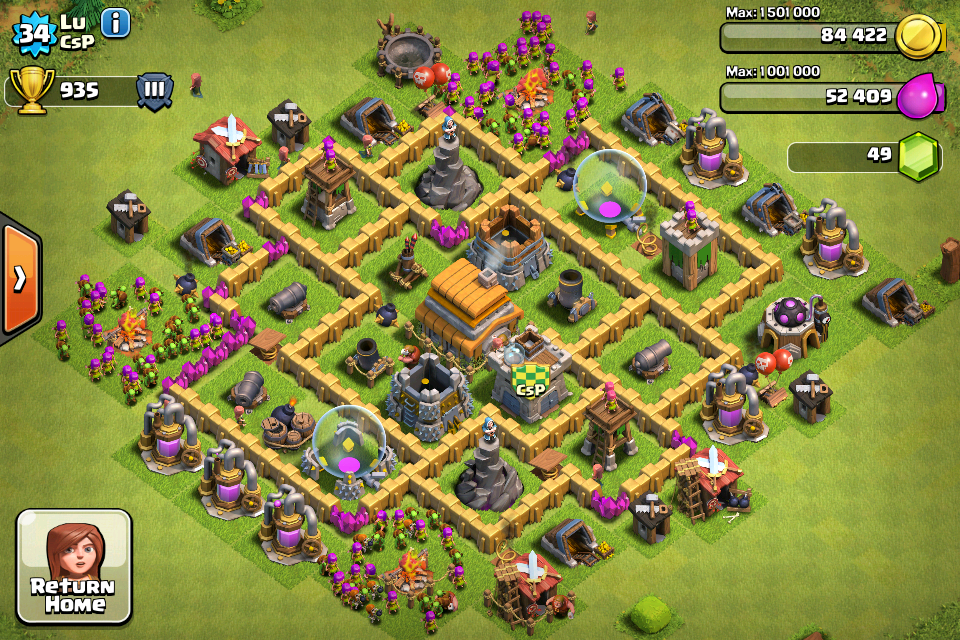 34
Lu
CsP
i
935
III
Max: 1 501 000
84 422
Max: 1 001 000
52 409
49
CsP
Return
Home